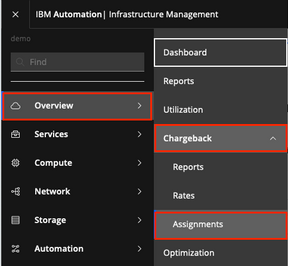 IBM Automation| Infrastructure Management
demo
Find
Overview
Services
Compute
Network
Storage
Automation
Dashboard
Reports
Utilization
Chargeback
Reports
Rates
Assignments
Optimization